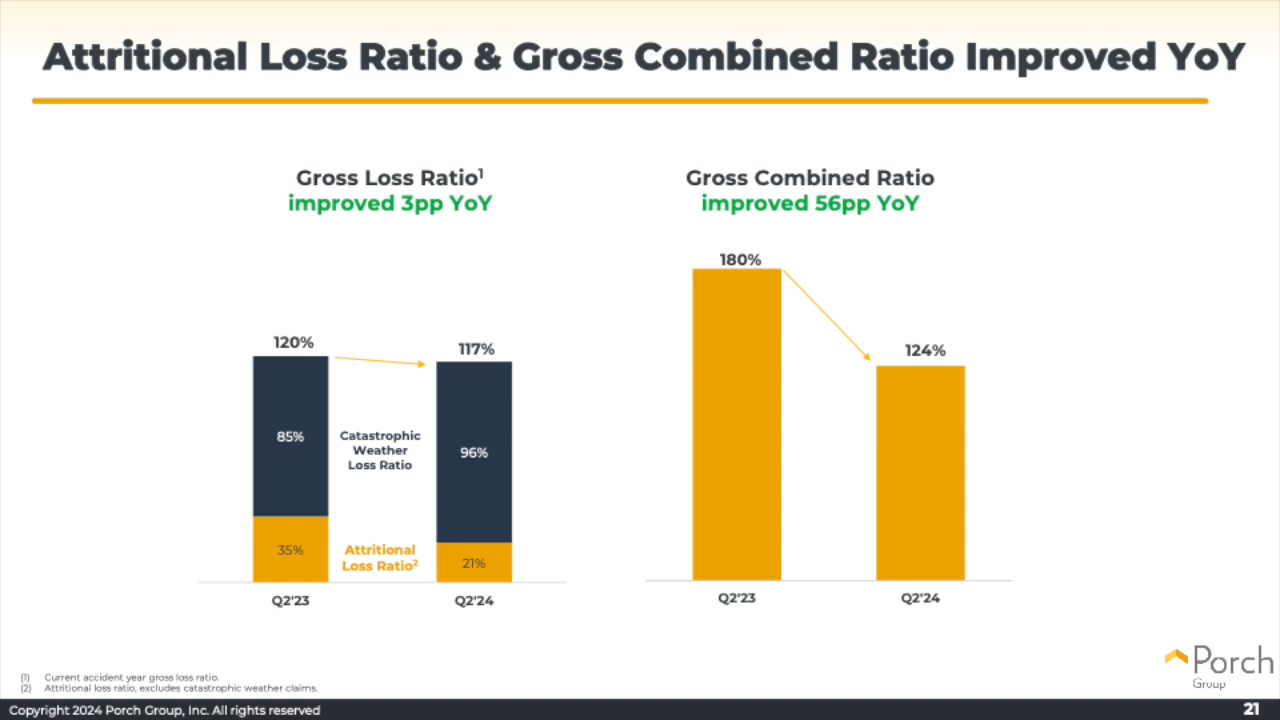 Attritional Loss Ratio & Gross Combined Ratio Improved YoY
Gross Loss Ratio¹
improved 3pp YoY
120%
117%
85%
Catastrophic
Weather
Loss Ratio
96%
35%
Attritional
Loss Ratio²
21%
Q2'23
Q2'24
Gross Combined Ratio
improved 56pp YoY
180%
124%
Q2'23
Q2'24
(1) Current accident year gross loss ratio.
(2) Attritional loss ratio, excludes catastrophic weather claims.
Porch
Group
Copyright 2024 Porch Group, Inc. All rights reserved
21